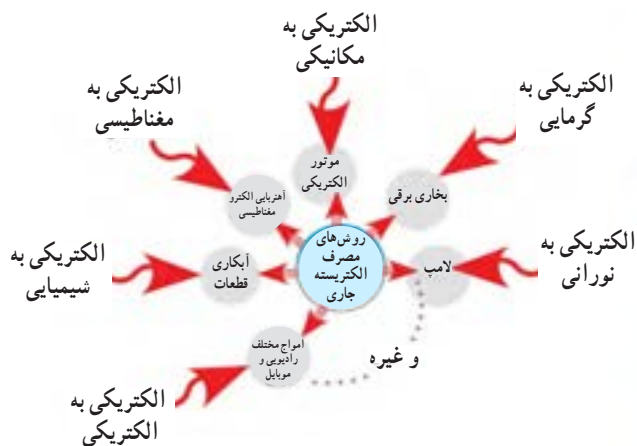 الکتریکی به
مکانیکی
الکتریکی به
گرمایی
الکتریکی به
نورانی
الکتریکی به
مغناطیسی
الکتریکی به
شیمیایی
الکتریکی به
الکتریکی
موتور
الکتریکی
بخاری برقی
لامپ
آهنربایی الکترو
مغناطیسی
آبکاری
قطعات
امواج مختلف
رادیویی و
موبایل
روش‌های
مصرف
الکتریسته
جاری
و غیره